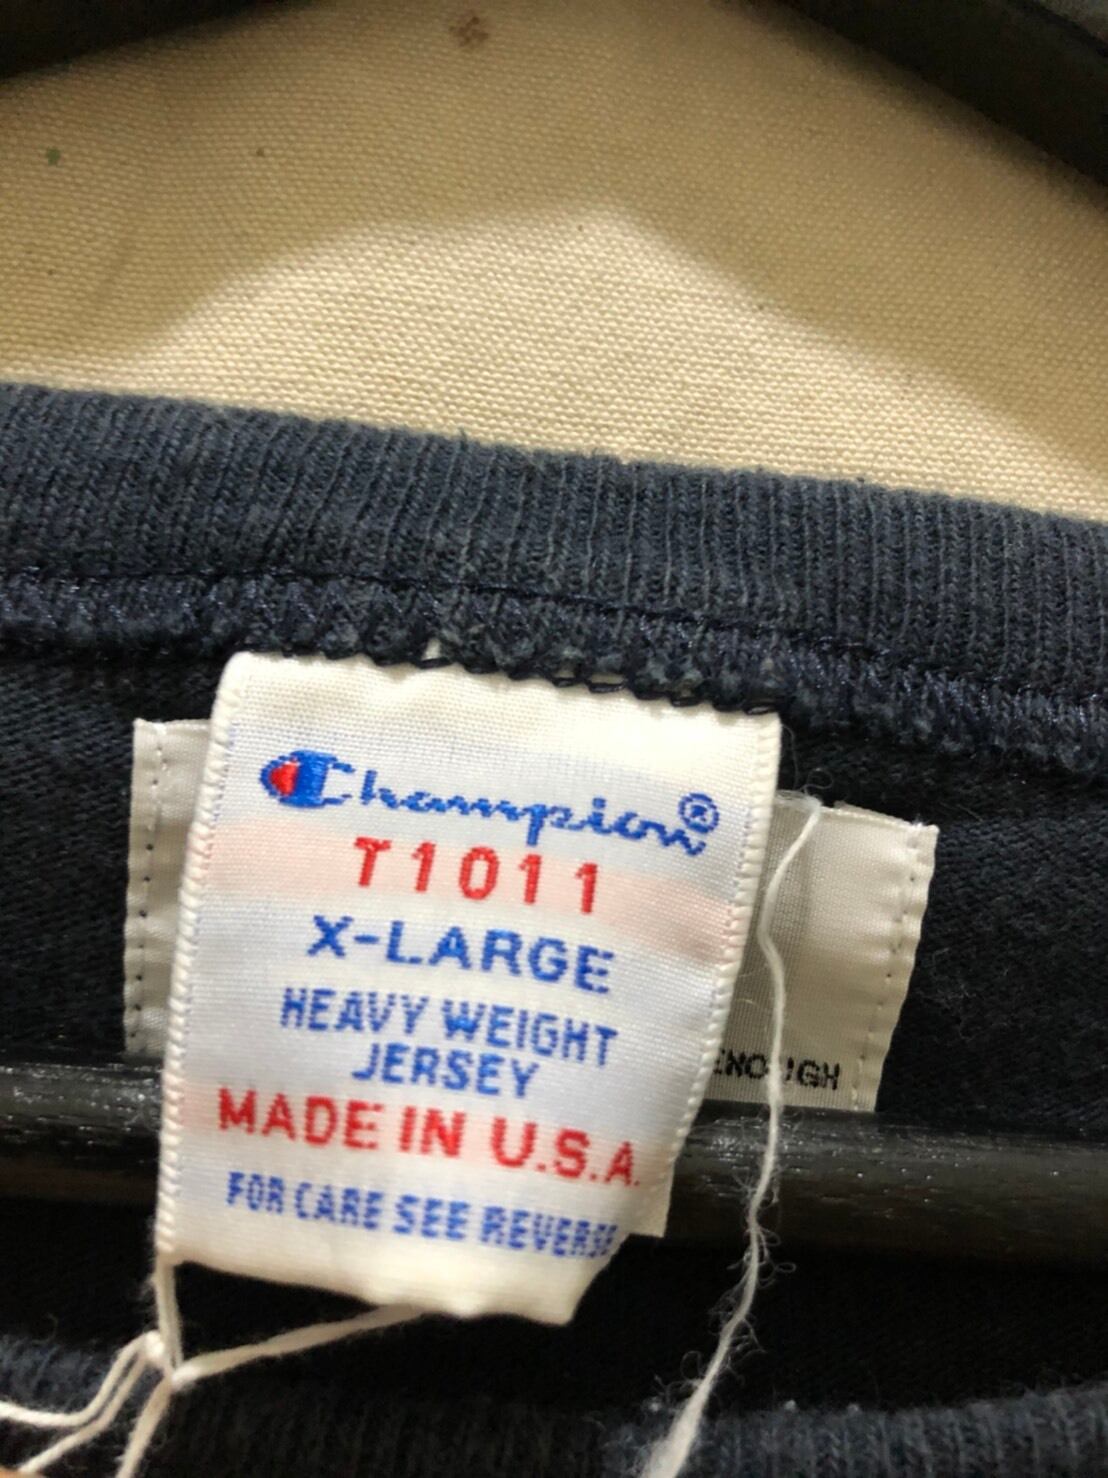 Champion®
T1011
X-LARGE
HEAVY WEIGHT
JERSEY
MADE IN U.S.A.
FOR CARE SEE REVERSE